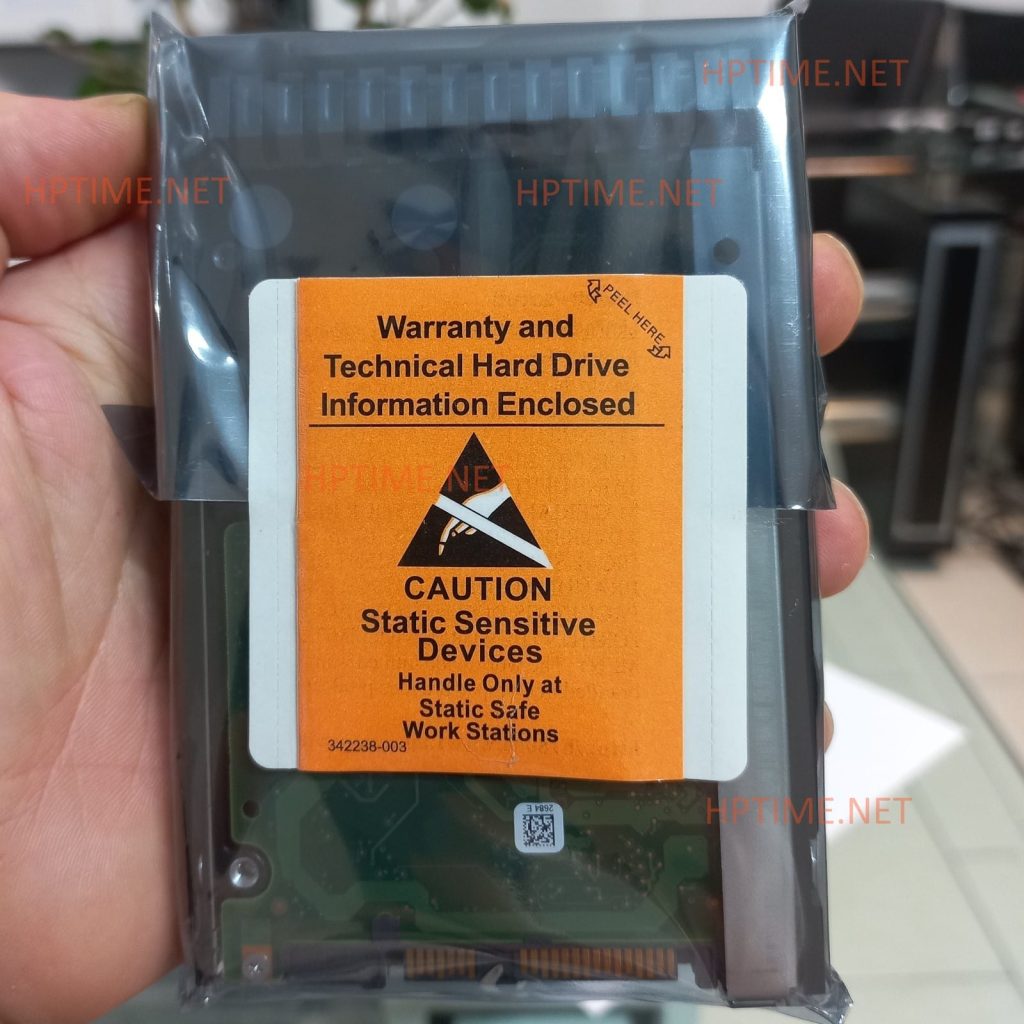 HPTIME.NET
HPTIME.NET
HPTIME.NET
PEEL HERE
Warranty and
Technical Hard Drive
Information Enclosed
HPTIME.NET
CAUTION
Static Sensitive
Devices
Handle Only at
Static Safe
Work Stations
342238-003
2684 E
HPTIME.NET